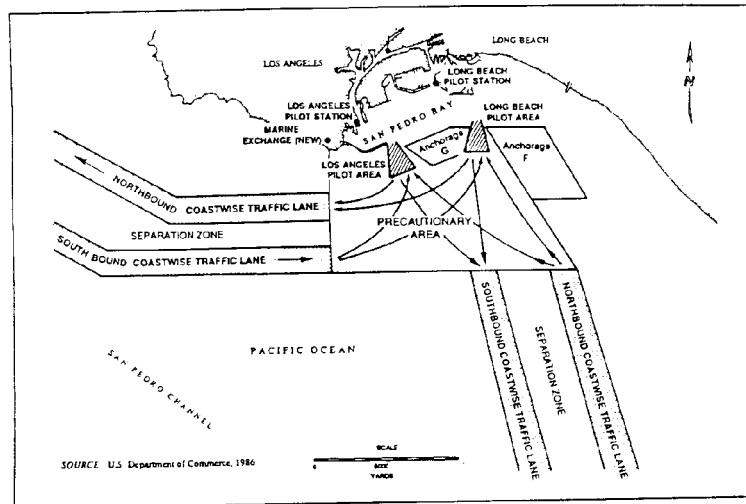 LONG BEACH
LOS ANGELES
LONG BEACH
PILOT STATION
LOS ANGELES
PILOT STATION
SAN PEDRO BAY
LONG BEACH
PILOT AREA
MARINE
EXCHANGE (NEW)
Anchorage
G
Anchorage
F
LOS ANGELES
PILOT AREA
N
NORTHBOUND COASTWISE TRAFFIC LANE
PRECAUTIONARY
AREA
SEPARATION ZONE
SOUTH BOUND COASTWISE TRAFFIC LANE
SOUTHBOUND COASTWISE TRAFFIC LANE
SEPARATION ZONE
NORTHBOUND COASTWISE TRAFFIC LANE
PACIFIC OCEAN
SAN PEDRO CHANNEL
SCALE
0
YARDS
SOURCE U.S. Department of Commerce, 1986